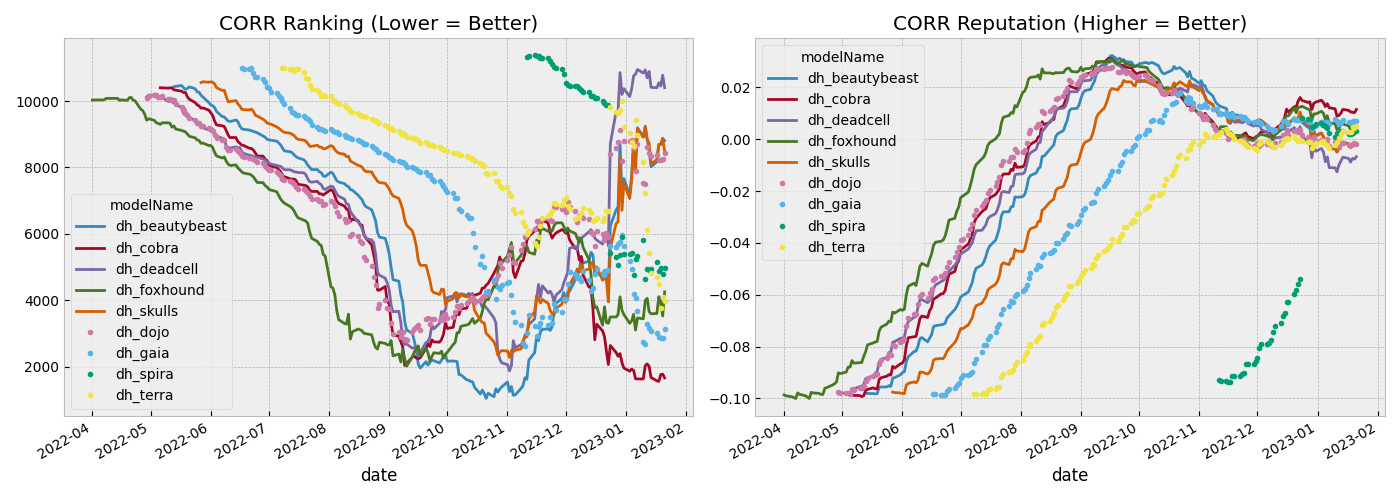 CORR Ranking (Lower = Better)
10000
8000
6000
4000
2000
modelName
dh_beautybeast
dh_cobra
dh_deadcell
dh_foxhound
dh_skulls
dh_dojo
dh_gaia
dh_spira
dh_terra
2022-04
2022-05
2022-06
2022-07
2022-08
2022-09
2022-10
2022-11
2022-12
2023-01
2023-02
date
CORR Reputation (Higher = Better)
0.02
0.00
−0.02
−0.04
−0.06
−0.08
−0.10
modelName
dh_beautybeast
dh_cobra
dh_deadcell
dh_foxhound
dh_skulls
dh_dojo
dh_gaia
dh_spira
dh_terra
2022-04
2022-05
2022-06
2022-07
2022-08
2022-09
2022-10
2022-11
2022-12
2023-01
2023-02
date